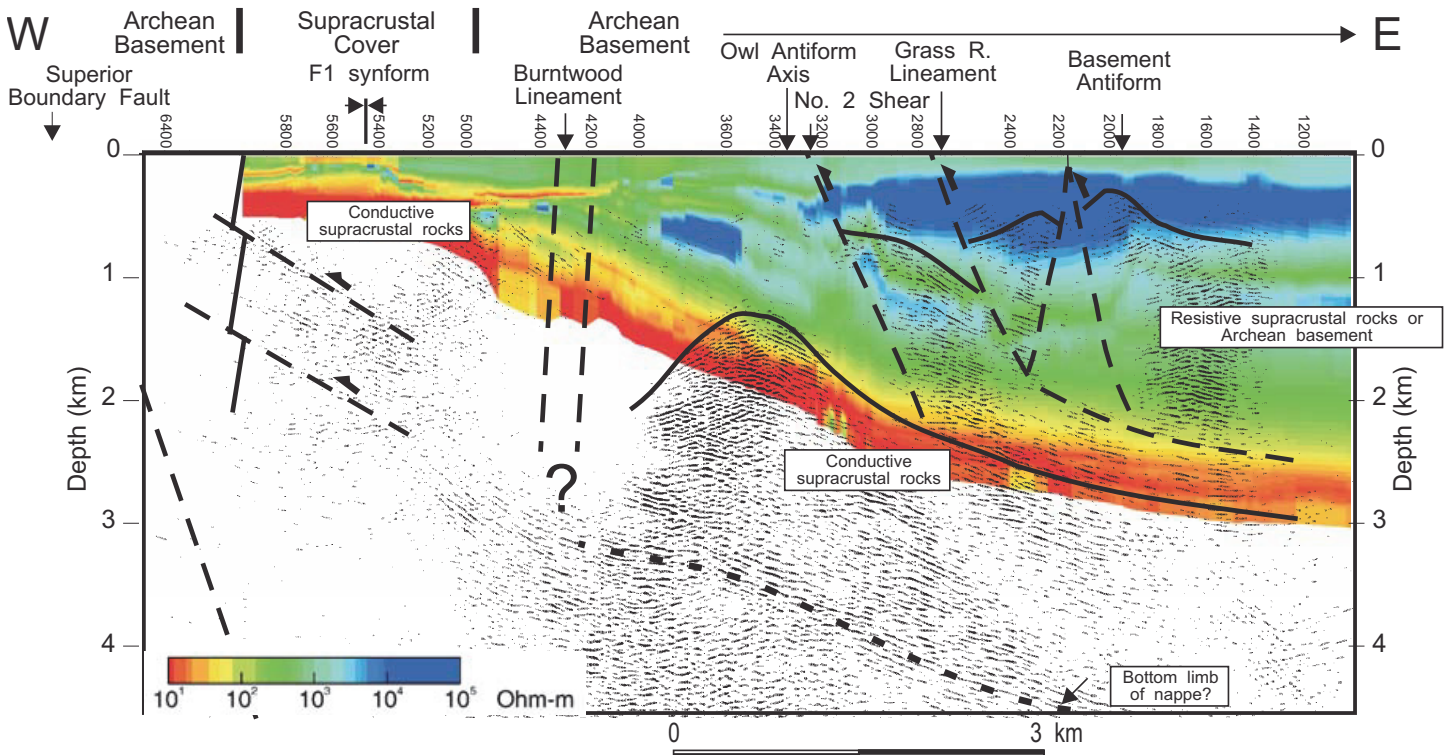 W
Archean
Basement
Supracrustal
Cover
F1 synform
Archean
Basement
E
Superior
Boundary Fault
Burntwood
Lineament
Owl Antiform
Axis
No. 2 Shear
Grass R.
Lineament
Basement
Antiform
6400 5800 5600 5400 5200 5000 4400 4200 4000 3600 3400 3200 3000 2800 2400 2200 2000 1800 1600 1400 1200
0
1
2
3
4
Depth (km)
0
1
2
3
4
Depth (km)
Conductive
supracrustal rocks
Resistive supracrustal rocks or
Archean basement
Conductive
supracrustal rocks
?
Bottom limb
of nappe?
10¹ 10² 10³ 10⁴ 10⁵
Ohm-m
0 3 km